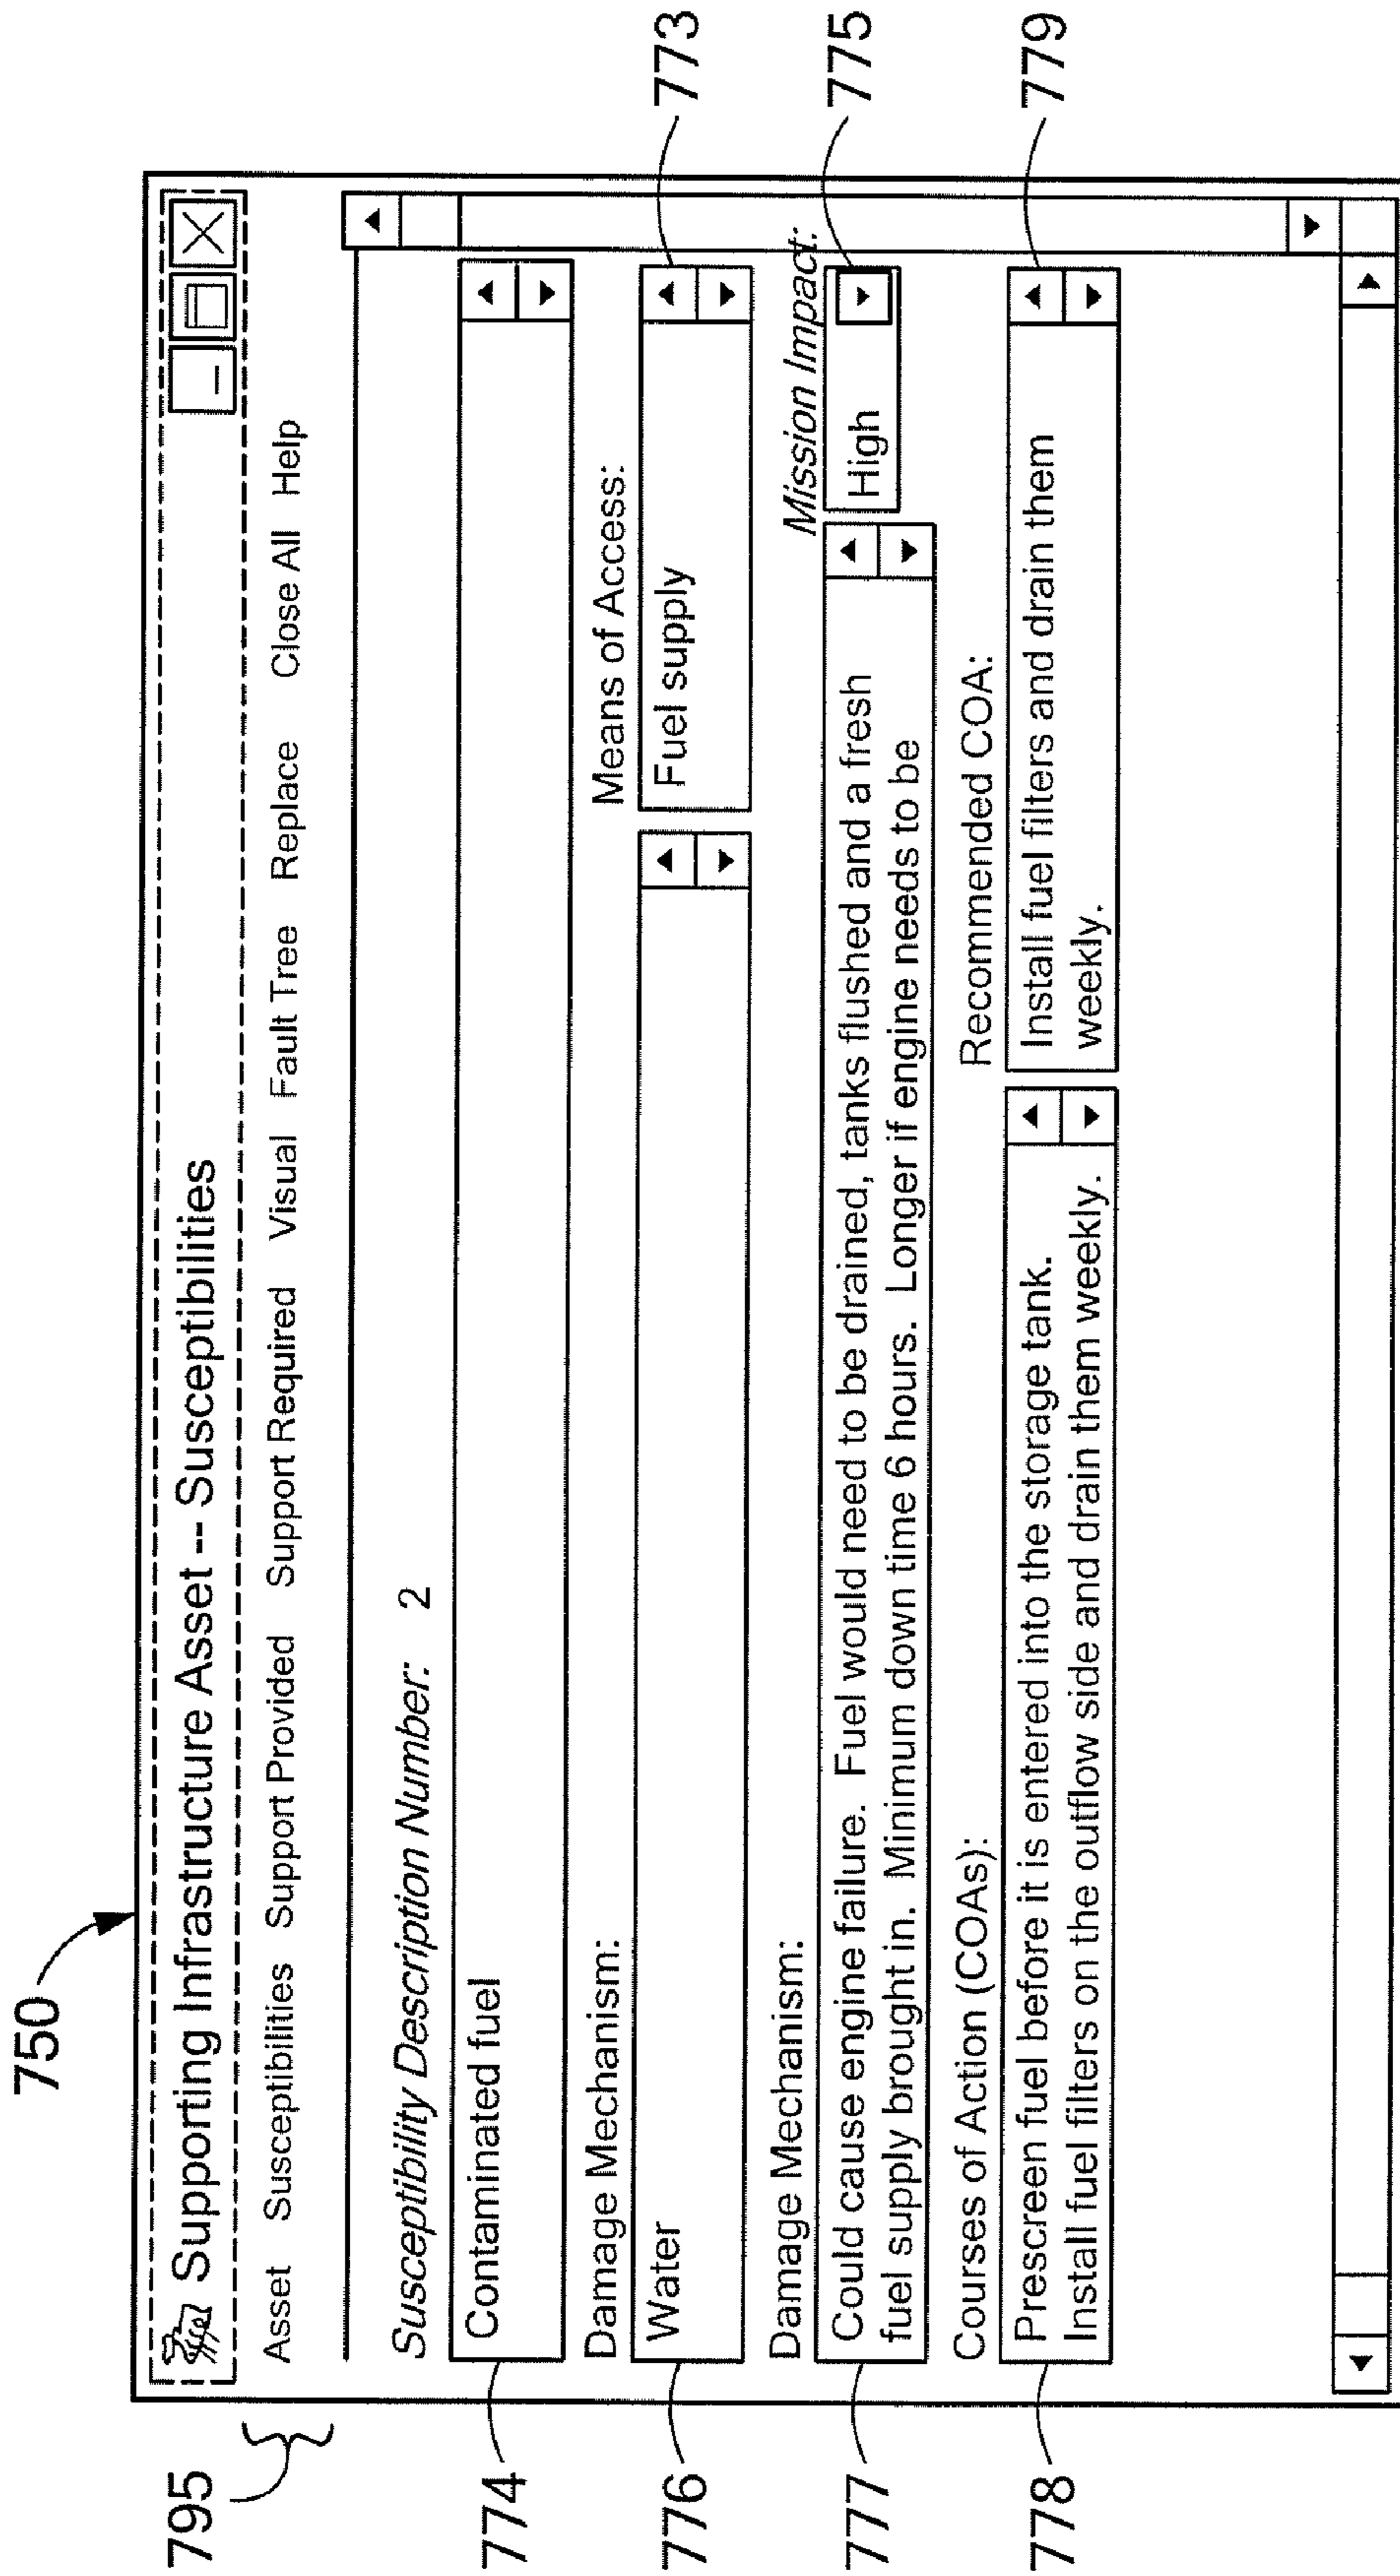 750
795
Supporting Infrastructure Asset -- Susceptibilities
Asset Susceptibilities Support Provided Support Required Visual Fault Tree Replace Close All Help
Susceptibility Description Number: 2
774
Contaminated fuel
Damage Mechanism:
Means of Access:
776
Water
Fuel supply
773
Damage Mechanism:
Mission Impact:
777
Could cause engine failure. Fuel would need to be drained, tanks flushed and a fresh
fuel supply brought in. Minimum down time 6 hours. Longer if engine needs to be
High
775
Courses of Action (COAs):
Recommended COA:
778
Prescreen fuel before it is entered into the storage tank.
Install fuel filters on the outflow side and drain them weekly.
Install fuel filters and drain them
weekly.
779